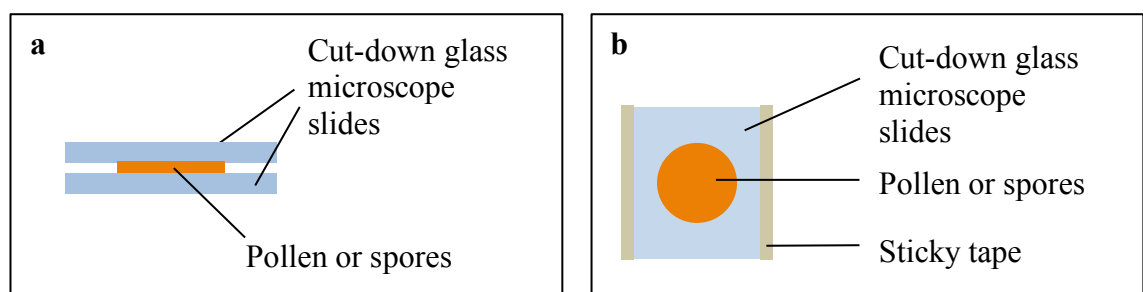 a
Cut-down glass
microscope
slides
Pollen or spores
b
Cut-down glass
microscope
slides
Pollen or spores
Sticky tape